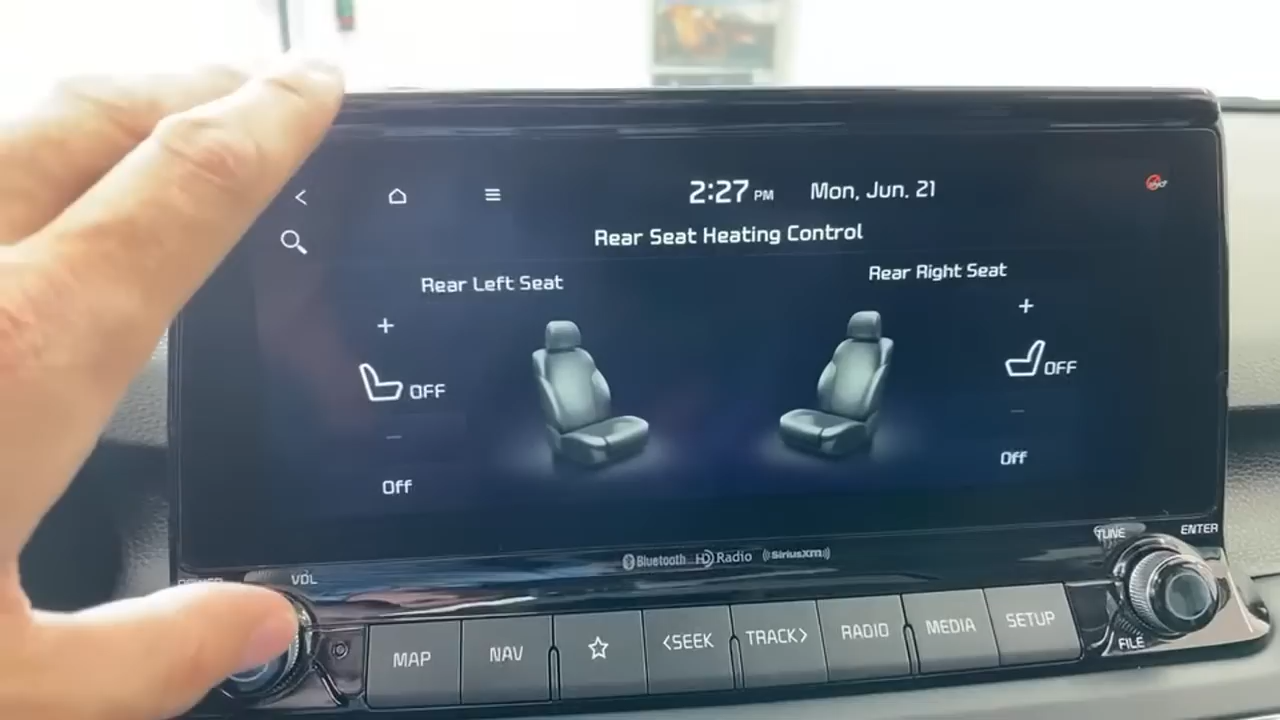 2:27 PM Mon, Jun. 21
Rear Seat Heating Control
Rear Left Seat
Rear Right Seat
+
+
OFF
OFF
−
−
Off
Off
Bluetooth HD Radio ((SiriusXM))
POWER
VOL
TUNE
ENTER
MAP
NAV
<SEEK
TRACK>
RADIO
MEDIA
SETUP
FILE